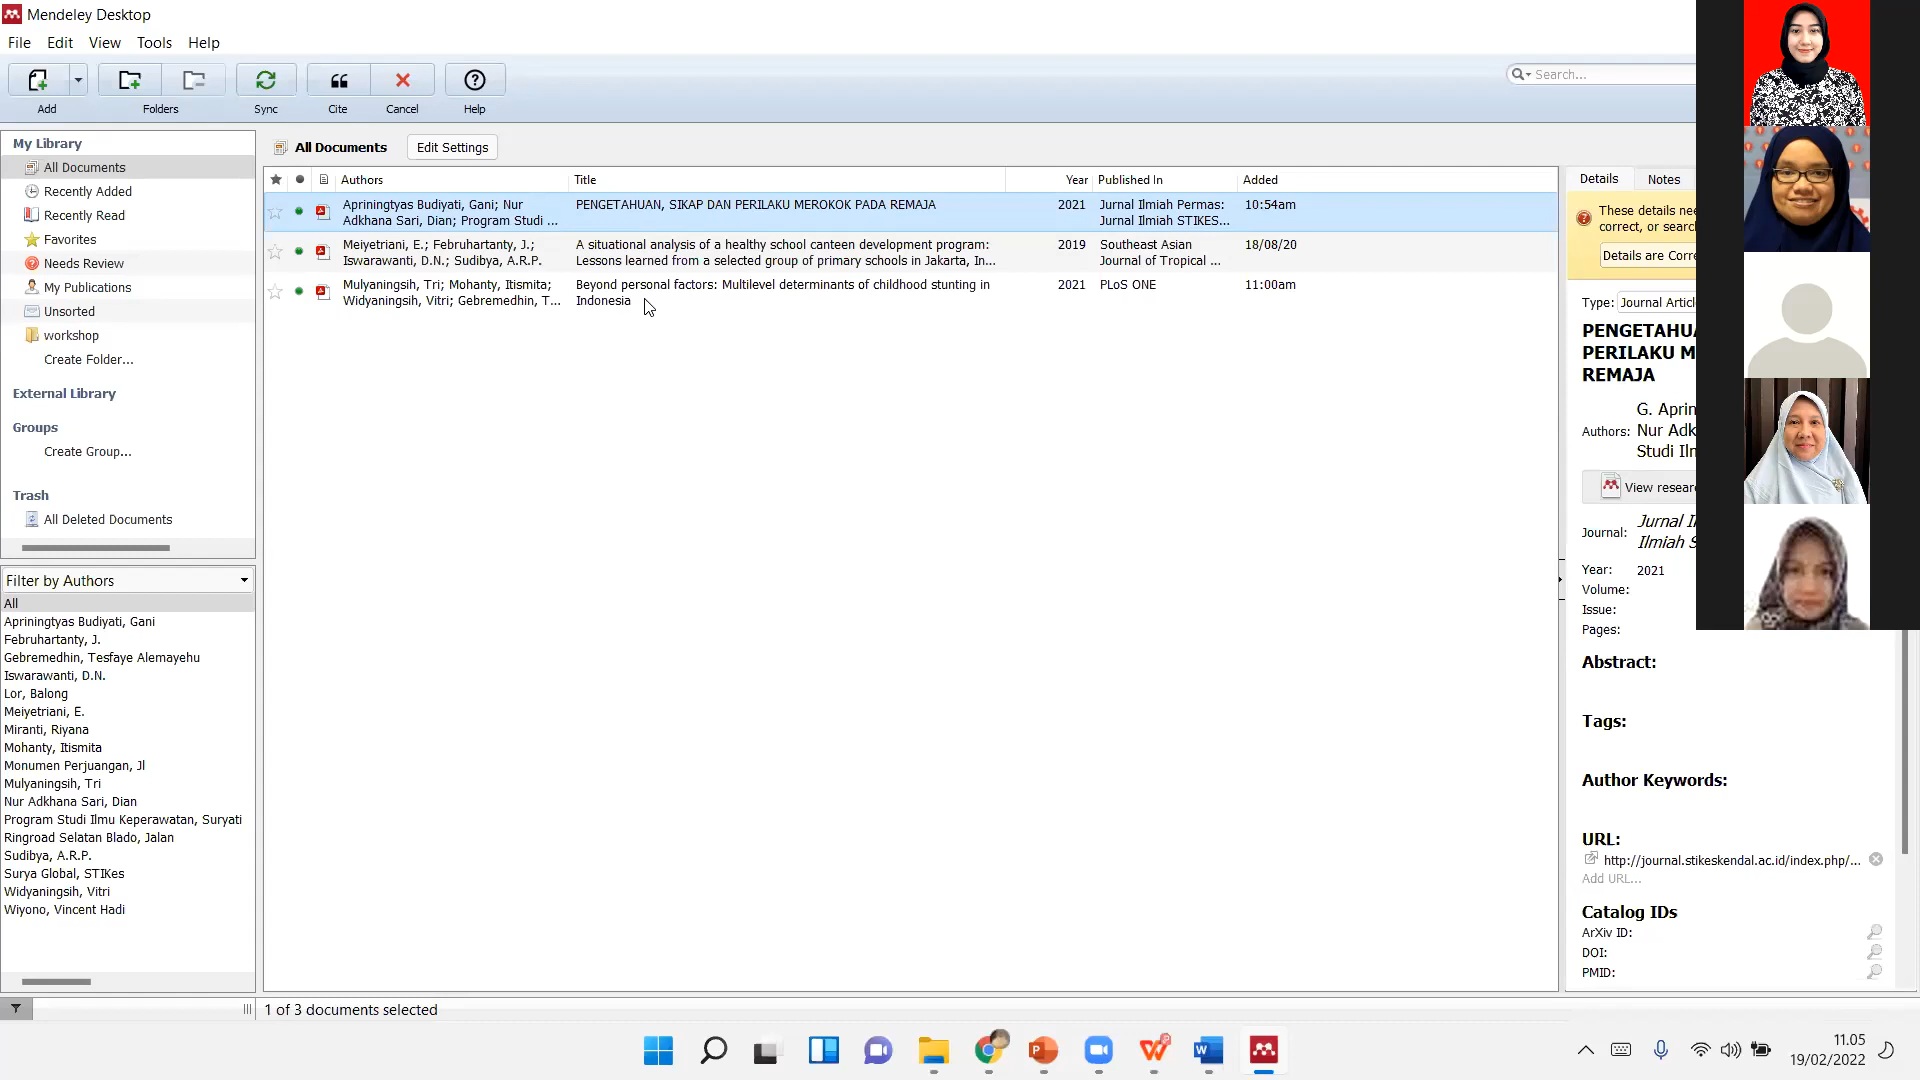 Mendeley Desktop
File Edit View Tools Help
Search...
Add Folders Sync Cite Cancel Help
My Library
All Documents
Recently Added
Recently Read
Favorites
Needs Review
My Publications
Unsorted
workshop
Create Folder...
External Library
Groups
Create Group...
Trash
All Deleted Documents
Filter by Authors
All
Apriningtyas Budiyati, Gani
Februhartanty, J.
Gebremedhin, Tesfaye Alemayehu
Iswarawanti, D.N.
Lor, Balong
Meiyetriani, E.
Miranti, Riyana
Mohanty, Itismita
Monumen Perjuangan, Jl
Mulyaningsih, Tri
Nur Adkhana Sari, Dian
Program Studi Ilmu Keperawatan, Suryati
Ringroad Selatan Blado, Jalan
Sudibya, A.R.P.
Surya Global, STIKes
Widyaningsih, Vitri
Wiyono, Vincent Hadi
All Documents Edit Settings
Authors Title Year Published In Added
Apriningtyas Budiyati, Gani; Nur PENGETAHUAN, SIKAP DAN PERILAKU MEROKOK PADA REMAJA 2021 Jurnal Ilmiah Permas: 10:54am
Adkhana Sari, Dian; Program Studi ... Jurnal Ilmiah STIKES...
Meiyetriani, E.; Februhartanty, J.; A situational analysis of a healthy school canteen development program: 2019 Southeast Asian 18/08/20
Iswarawanti, D.N.; Sudibya, A.R.P. Lessons learned from a selected group of primary schools in Jakarta, In... Journal of Tropical ...
Mulyaningsih, Tri; Mohanty, Itismita; Beyond personal factors: Multilevel determinants of childhood stunting in 2021 PLoS ONE 11:00am
Widyaningsih, Vitri; Gebremedhin, T... Indonesia
1 of 3 documents selected
Details Notes
These details nee
correct, or searc
Details are Corre
Type: Journal Artic
PENGETAHUA
PERILAKU M
REMAJA
G. Aprin
Authors: Nur Adk
Studi Iln
View resear
Journal: Jurnal I
Ilmiah S
Year: 2021
Volume:
Issue:
Pages:
Abstract:
Tags:
Author Keywords:
URL:
http://journal.stikeskendal.ac.id/index.php/...
Add URL...
Catalog IDs
ArXiv ID:
DOI:
PMID:
11.05
19/02/2022